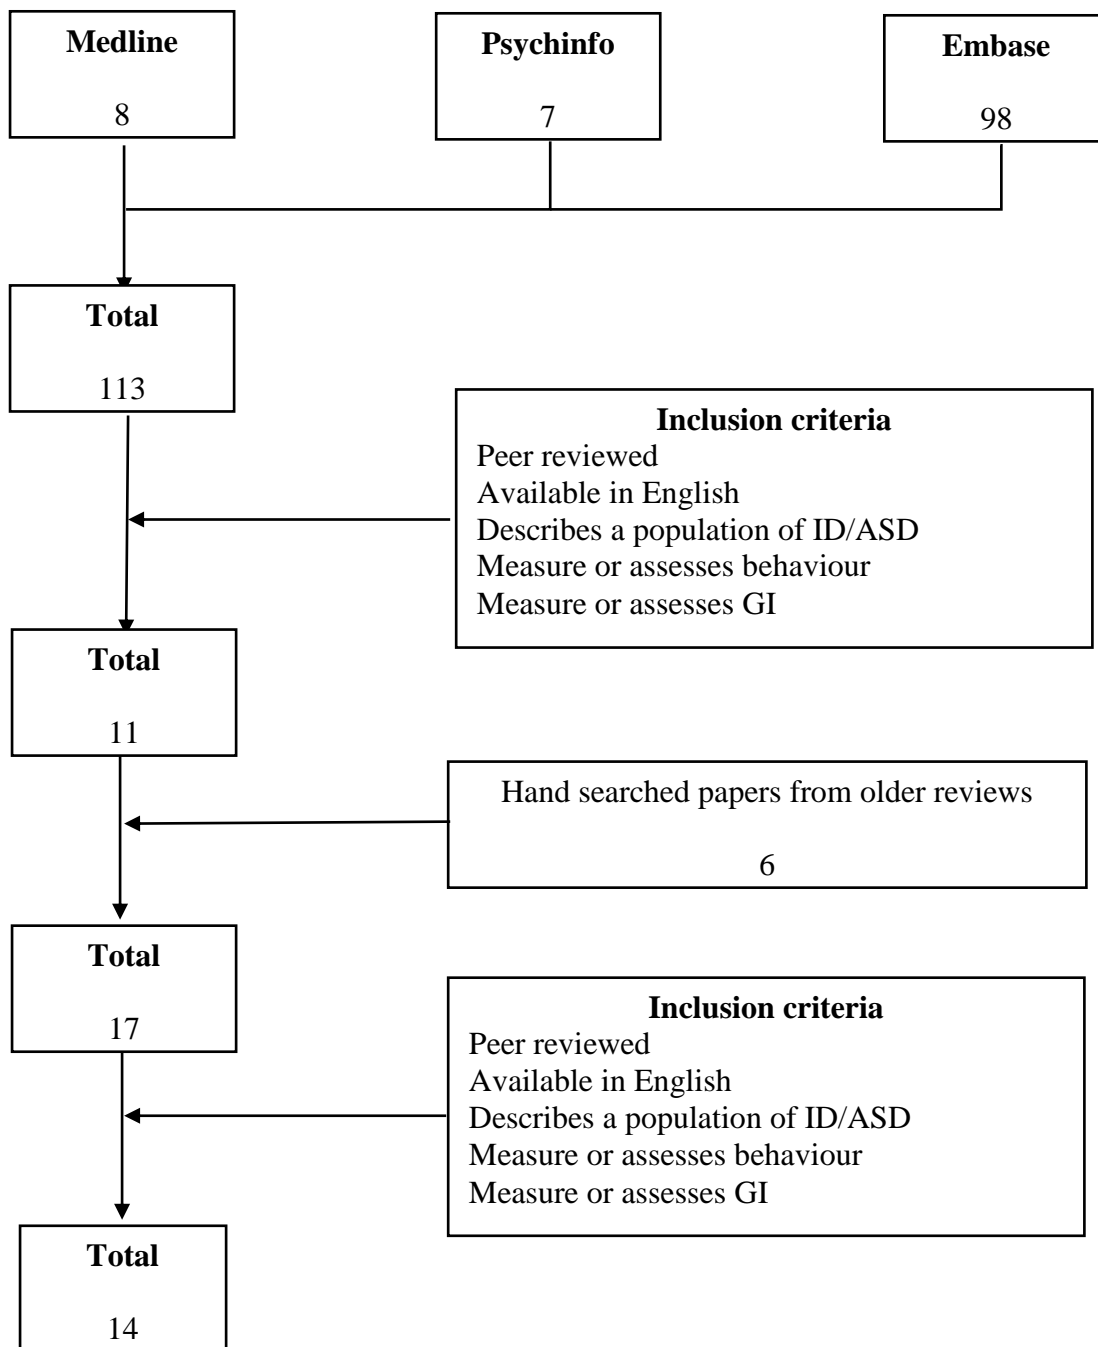 Medline
8
Psychinfo
7
Embase
98
Total
113
Inclusion criteria
Peer reviewed
Available in English
Describes a population of ID/ASD
Measure or assesses behaviour
Measure or assesses GI
Total
11
Hand searched papers from older reviews
6
Total
17
Inclusion criteria
Peer reviewed
Available in English
Describes a population of ID/ASD
Measure or assesses behaviour
Measure or assesses GI
Total
14